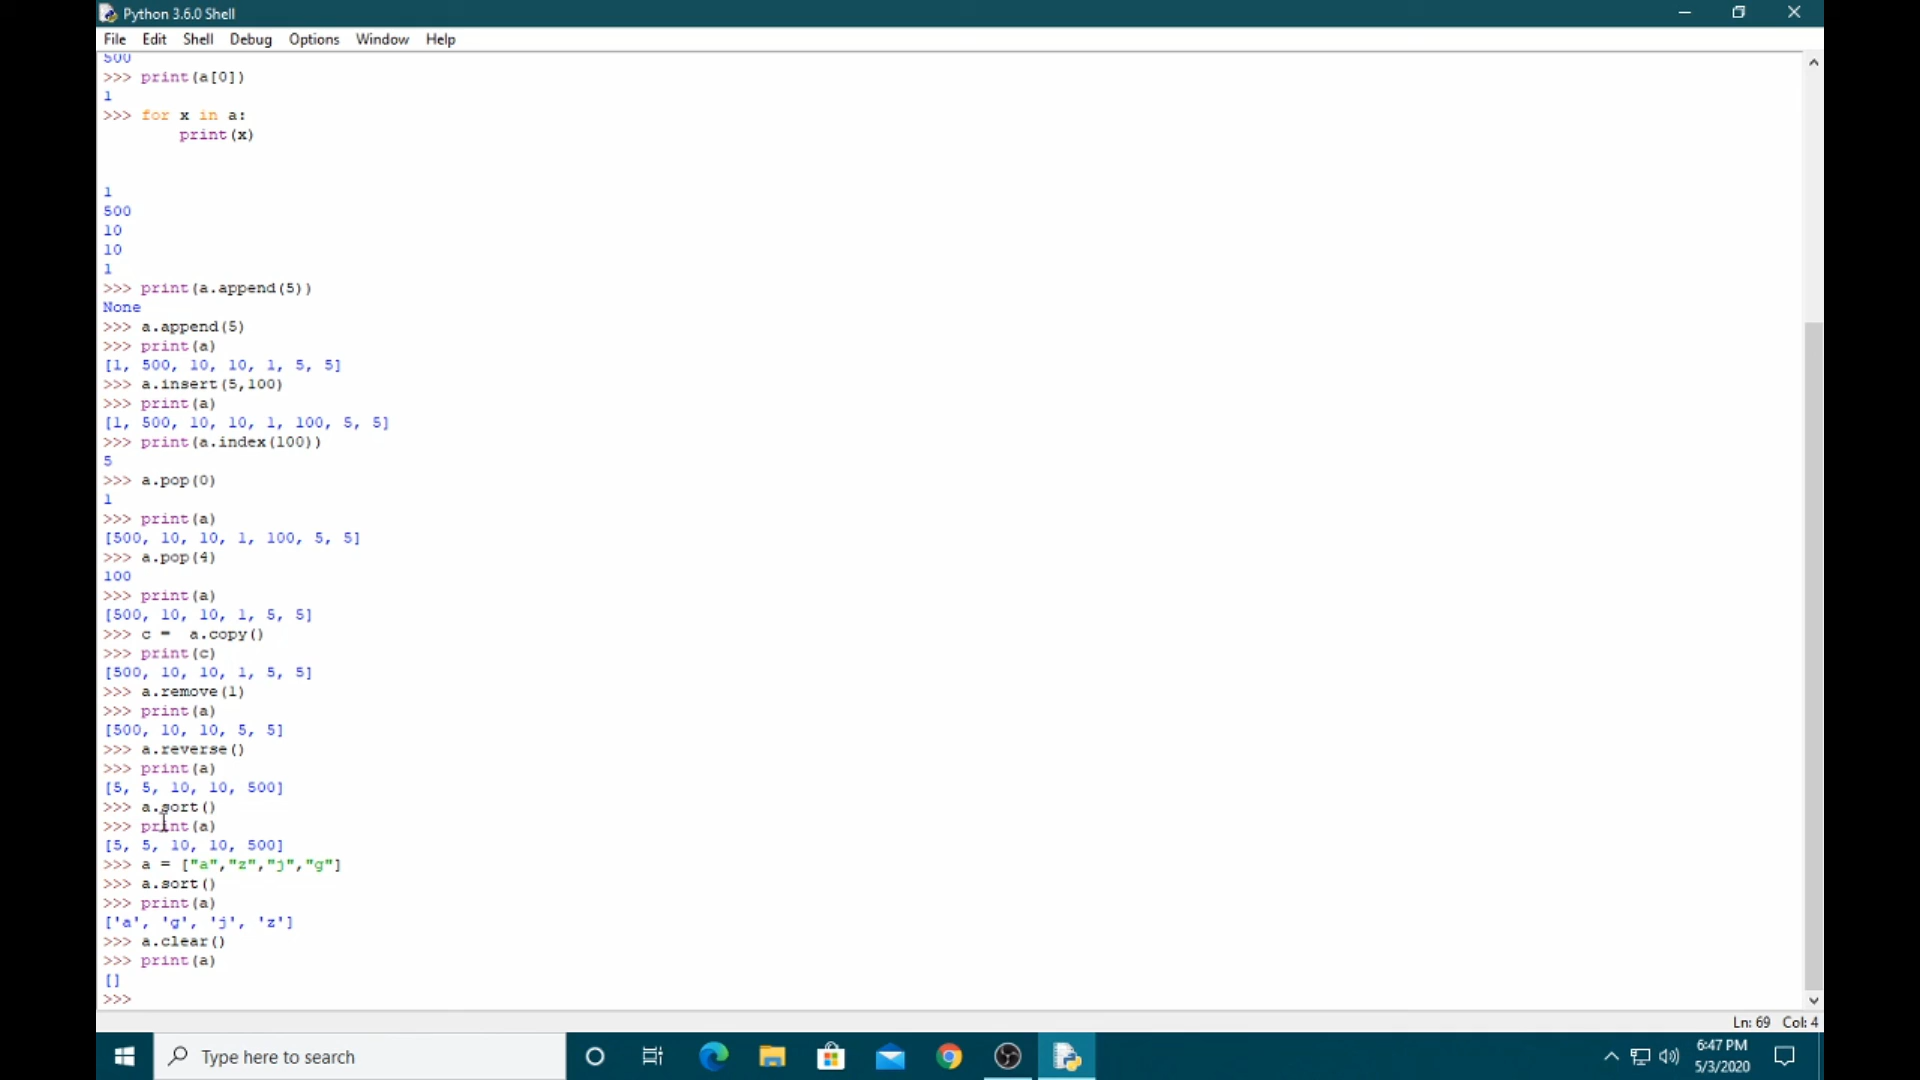 Python 3.6.0 Shell
File Edit Shell Debug Options Window Help
500
>>> print(a[0])
1
>>> for x in a:
print(x)
1
500
10
10
1
>>> print(a.append(5))
None
>>> a.append(5)
>>> print(a)
[1, 500, 10, 10, 1, 5, 5]
>>> a.insert(5,100)
>>> print(a)
[1, 500, 10, 10, 1, 100, 5, 5]
>>> print(a.index(100))
5
>>> a.pop(0)
1
>>> print(a)
[500, 10, 10, 1, 100, 5, 5]
>>> a.pop(4)
100
>>> print(a)
[500, 10, 10, 1, 5, 5]
>>> c =  a.copy()
>>> print(c)
[500, 10, 10, 1, 5, 5]
>>> a.remove(1)
>>> print(a)
[500, 10, 10, 5, 5]
>>> a.reverse()
>>> print(a)
[5, 5, 10, 10, 500]
>>> a.sort()
>>> print(a)
[5, 5, 10, 10, 500]
>>> a = ["a","z","j","g"]
>>> a.sort()
>>> print(a)
['a', 'g', 'j', 'z']
>>> a.clear()
>>> print(a)
[]
>>>
Ln: 69 Col: 4
Type here to search
6:47 PM
5/3/2020